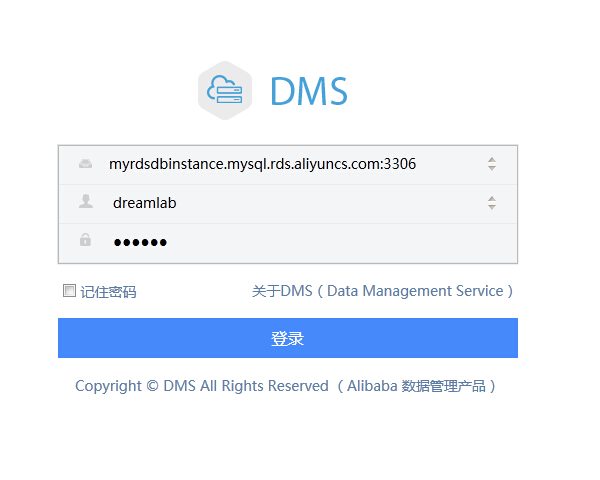 DMS
myrdsdbinstance.mysql.rds.aliyuncs.com:3306
dreamlab
●●●●●●
记住密码 关于DMS（Data Management Service）
登录
Copyright © DMS All Rights Reserved （Alibaba 数据管理产品）